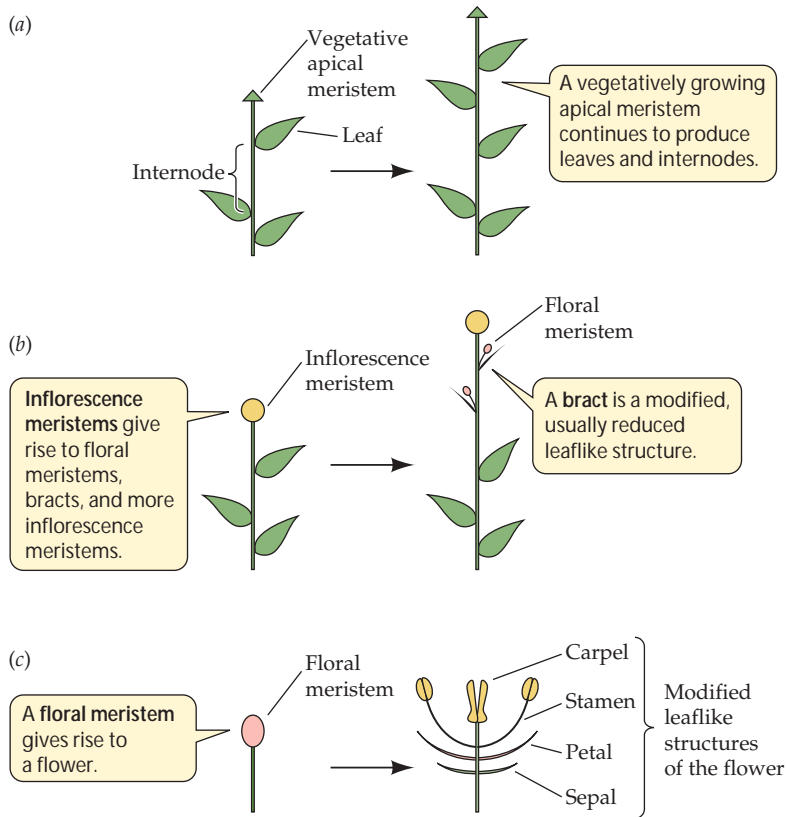 (a)
Vegetative
apical
meristem
Leaf
Internode
A vegetatively growing
apical meristem
continues to produce
leaves and internodes.
(b)
Inflorescence
meristems give
rise to floral
meristems,
bracts, and more
inflorescence
meristems.
Inflorescence
meristem
Floral
meristem
A bract is a modified,
usually reduced
leaflike structure.
(c)
A floral meristem
gives rise to
a flower.
Floral
meristem
Carpel
Stamen
Petal
Sepal
Modified
leaflike
structures
of the flower